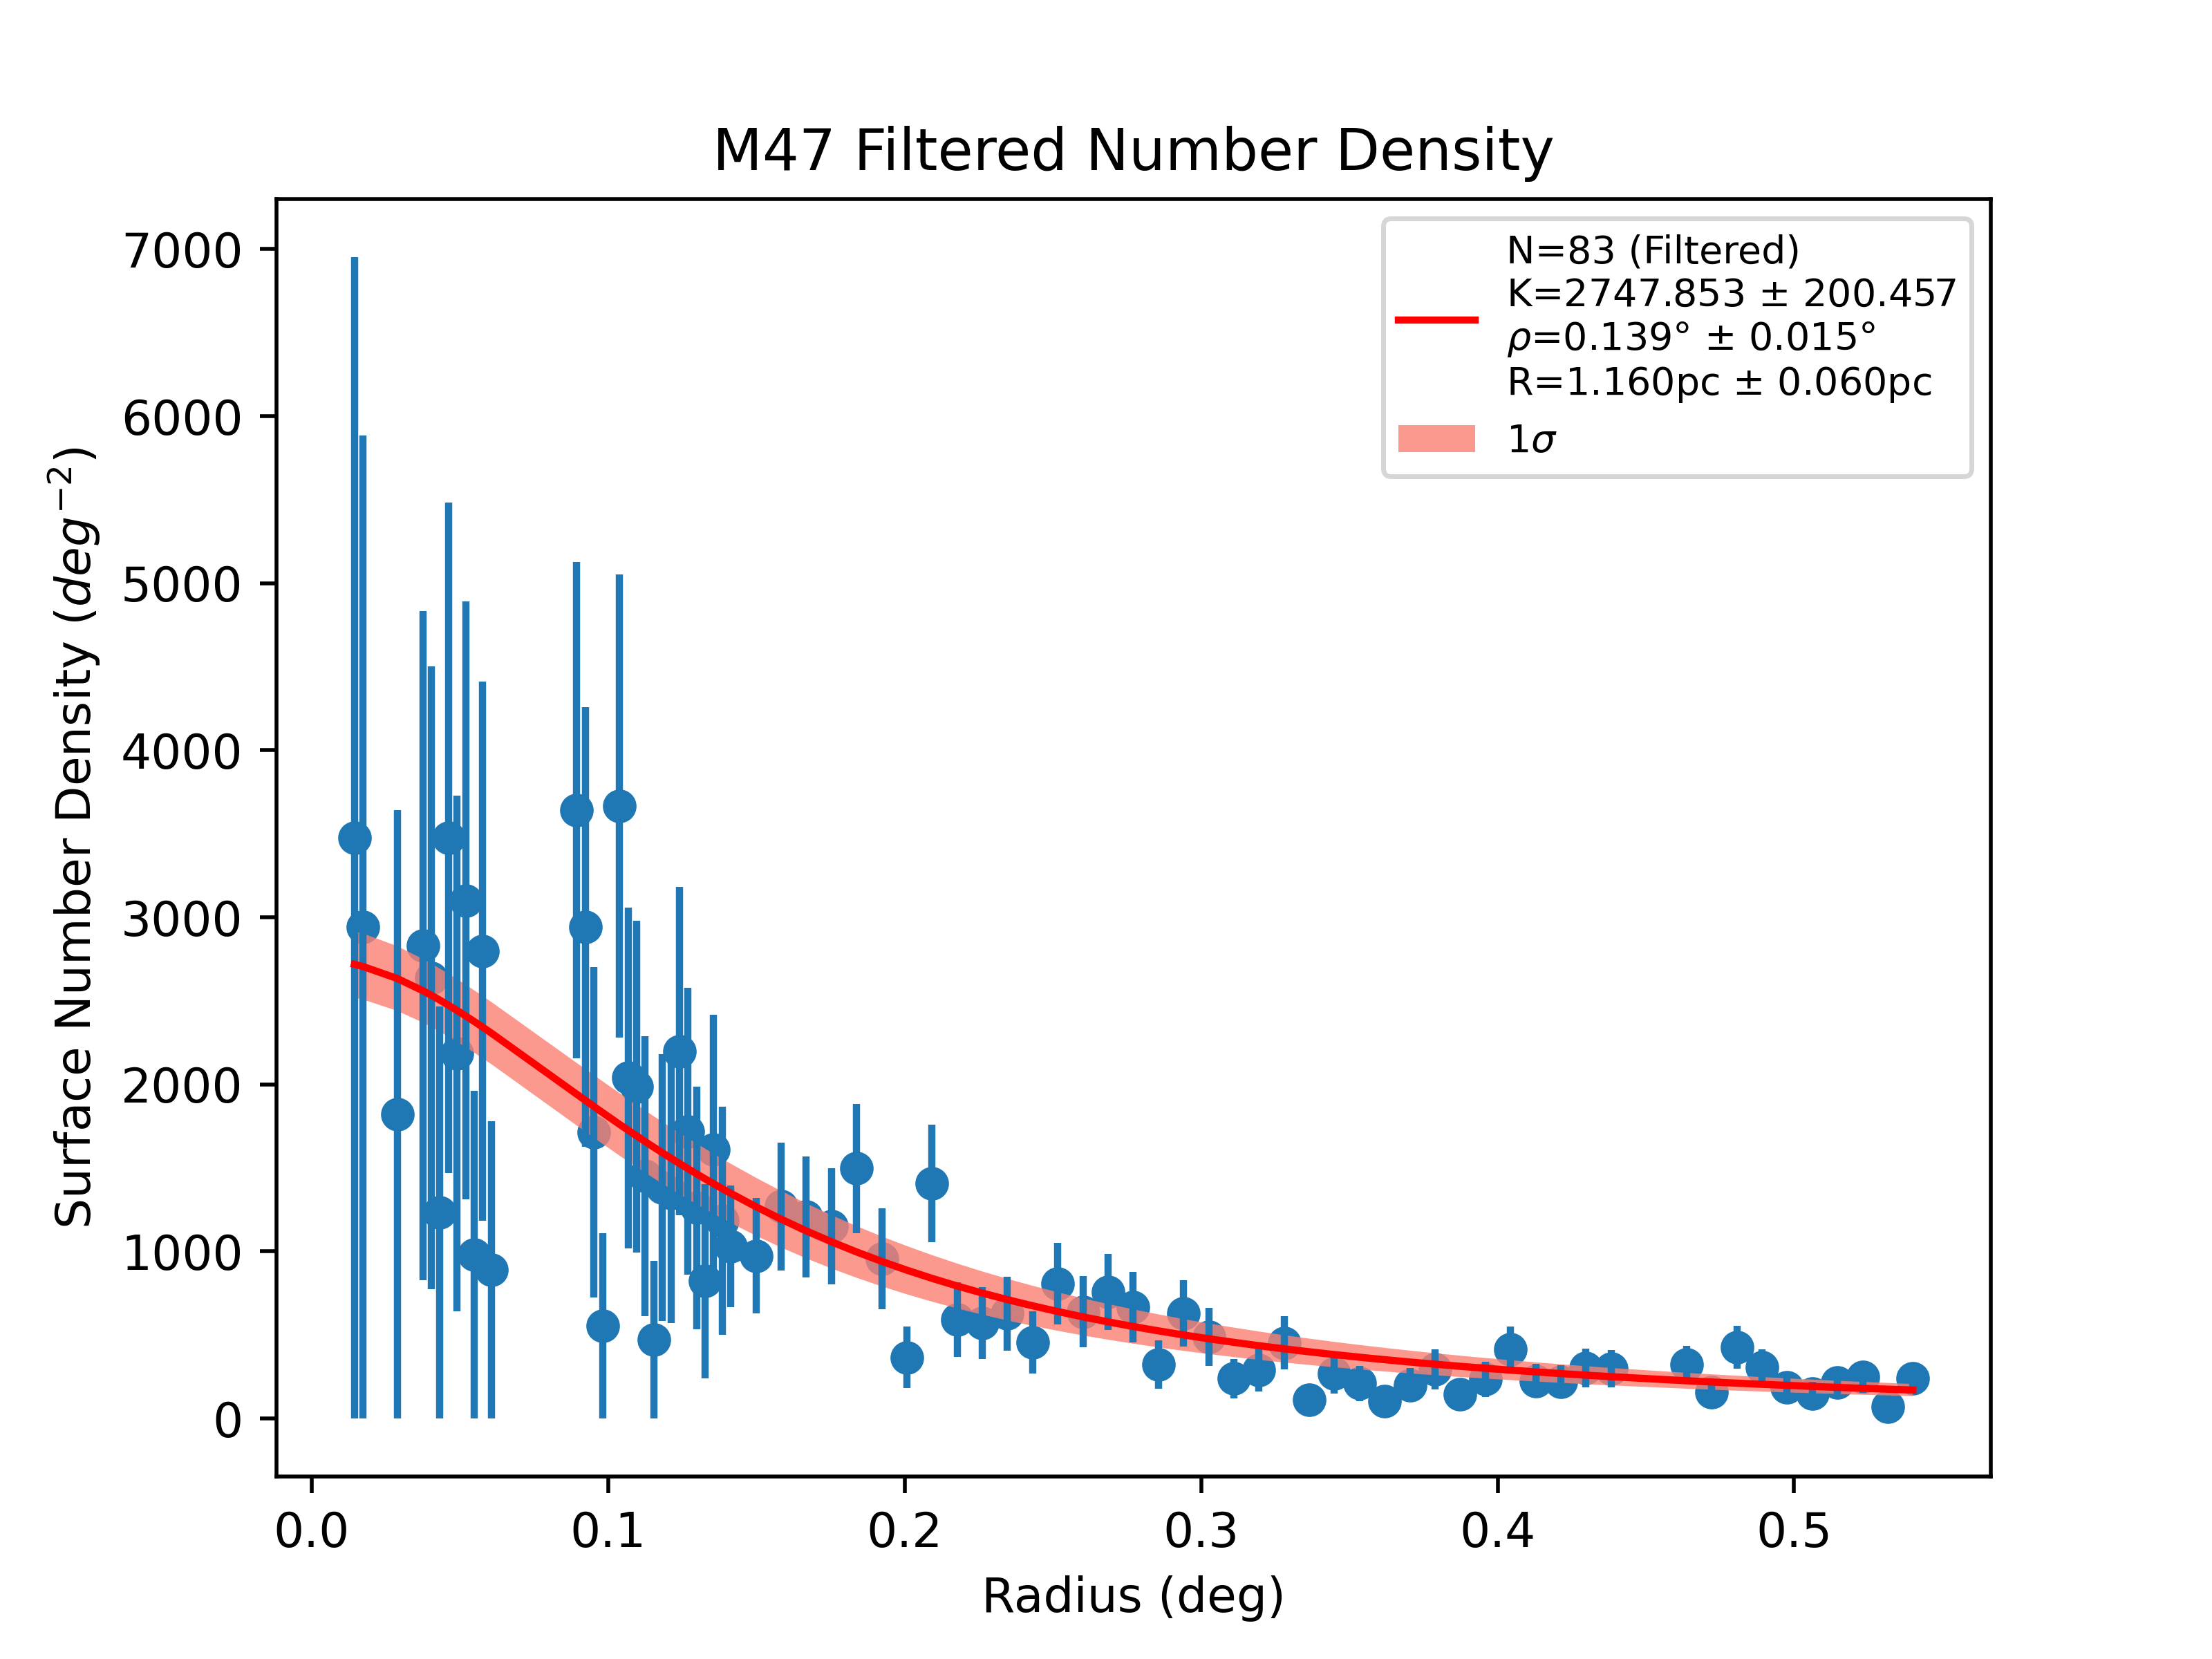 M47 Filtered Number Density
N=83 (Filtered)
K=2747.853 ± 200.457
ρ=0.139° ± 0.015°
R=1.160pc ± 0.060pc
1σ
Surface Number Density (deg⁻²)
7000
6000
5000
4000
3000
2000
1000
0
0.0 0.1 0.2 0.3 0.4 0.5
Radius (deg)